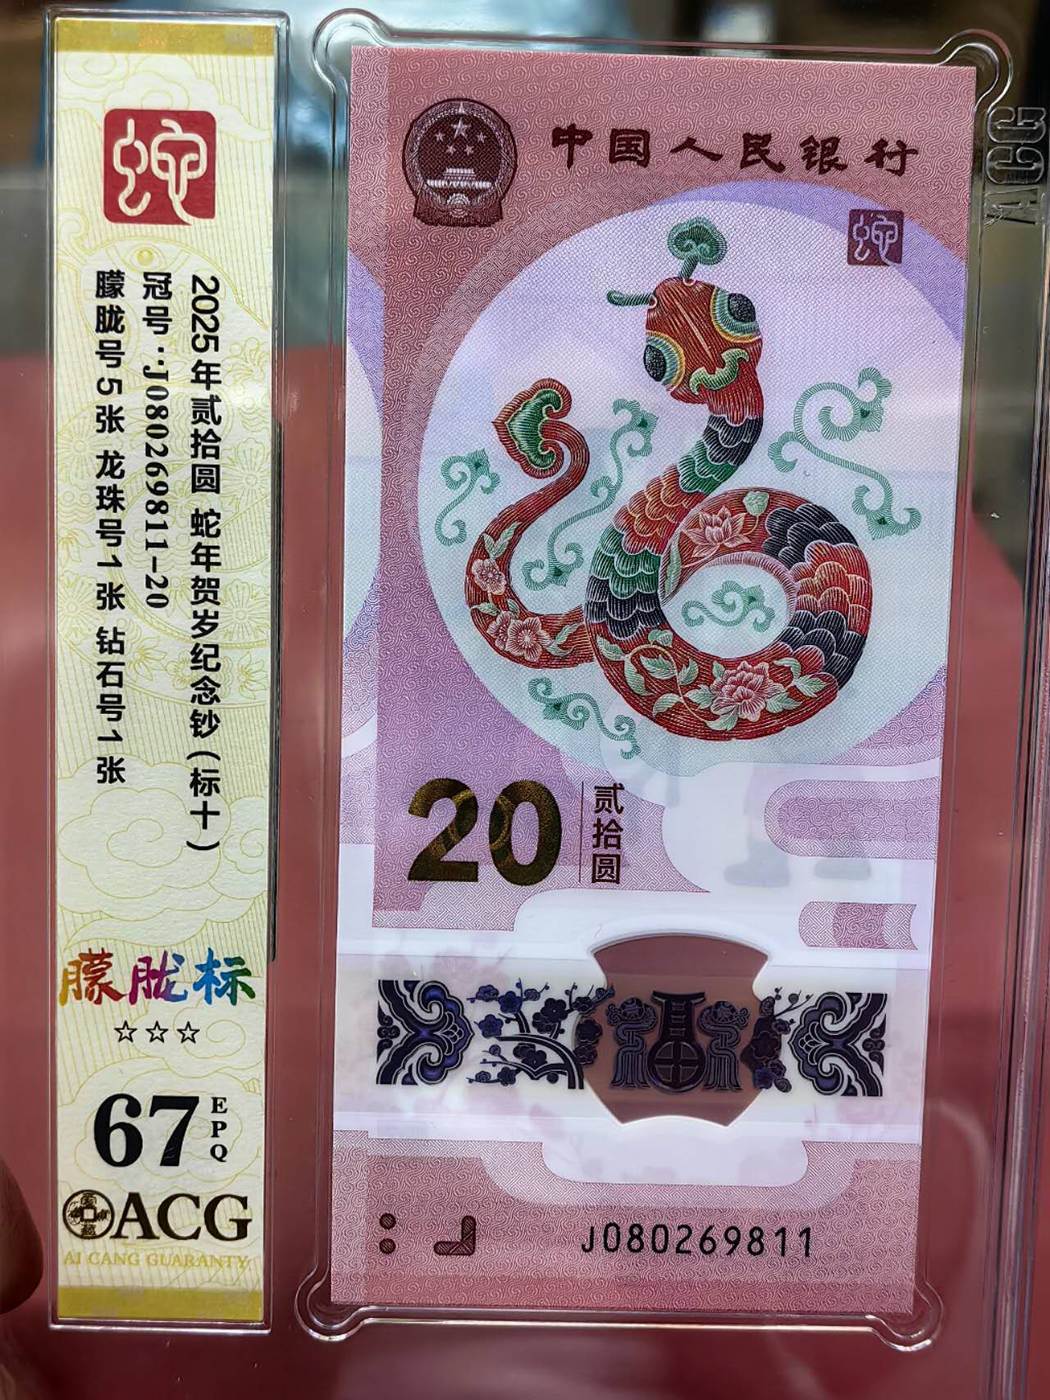 蛇
2025年贰拾圆 蛇年贺岁纪念钞(标十)
冠号:J080269811-20
朦胧号5张 龙珠号1张 钻石号1张
朦胧标
☆☆☆
67 EPQ
ACG
AI CANG GUARANTY
中国人民银行
蛇
20 贰拾圆
J080269811
ACG